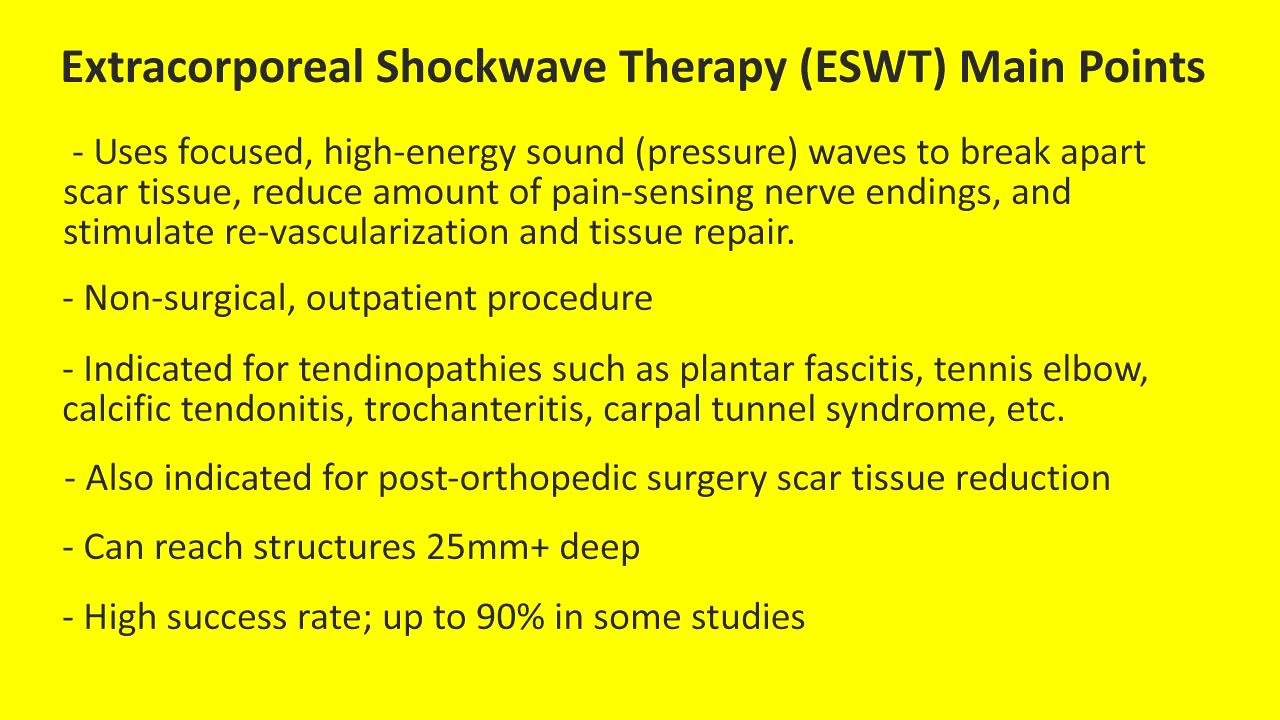 Extracorporeal Shockwave Therapy (ESWT) Main Points
- Uses focused, high-energy sound (pressure) waves to break apart
scar tissue, reduce amount of pain-sensing nerve endings, and
stimulate re-vascularization and tissue repair.
- Non-surgical, outpatient procedure
- Indicated for tendinopathies such as plantar fascitis, tennis elbow,
calcific tendonitis, trochanteritis, carpal tunnel syndrome, etc.
- Also indicated for post-orthopedic surgery scar tissue reduction
- Can reach structures 25mm+ deep
- High success rate; up to 90% in some studies